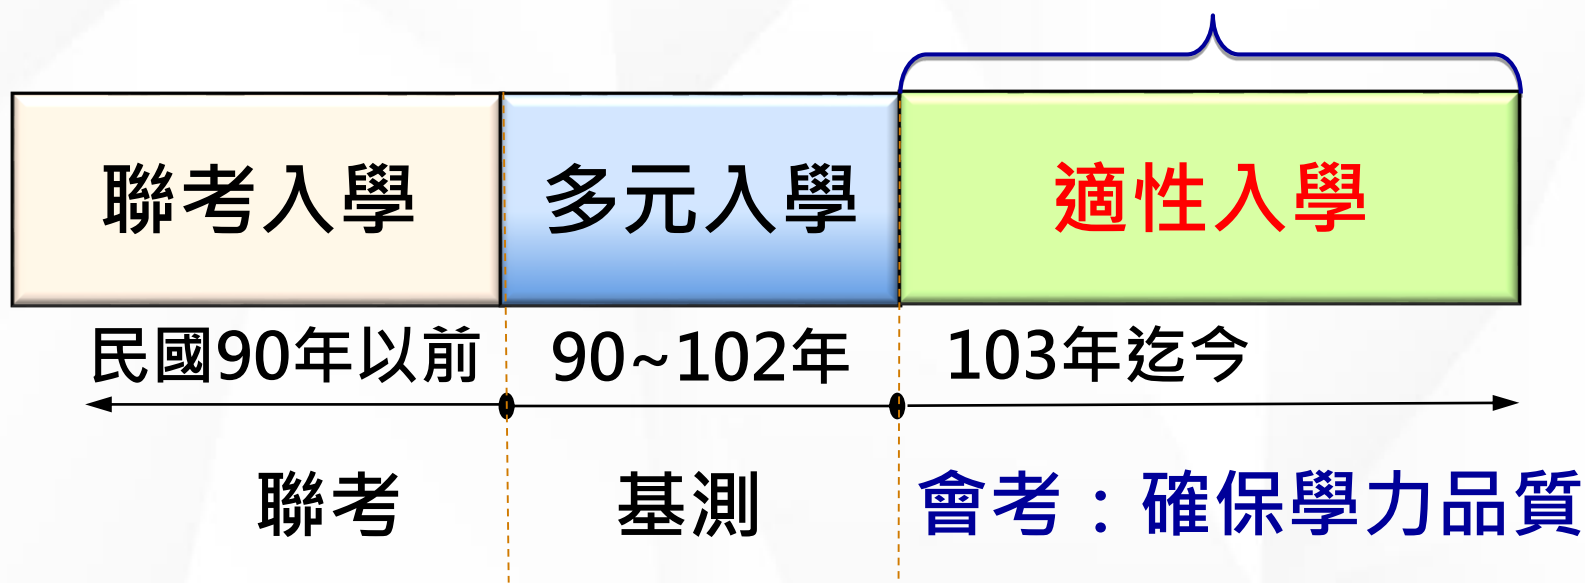 聯考入學 多元入學 適性入學
民國90年以前 90~102年 103年迄今
聯考 基測 會考：確保學力品質